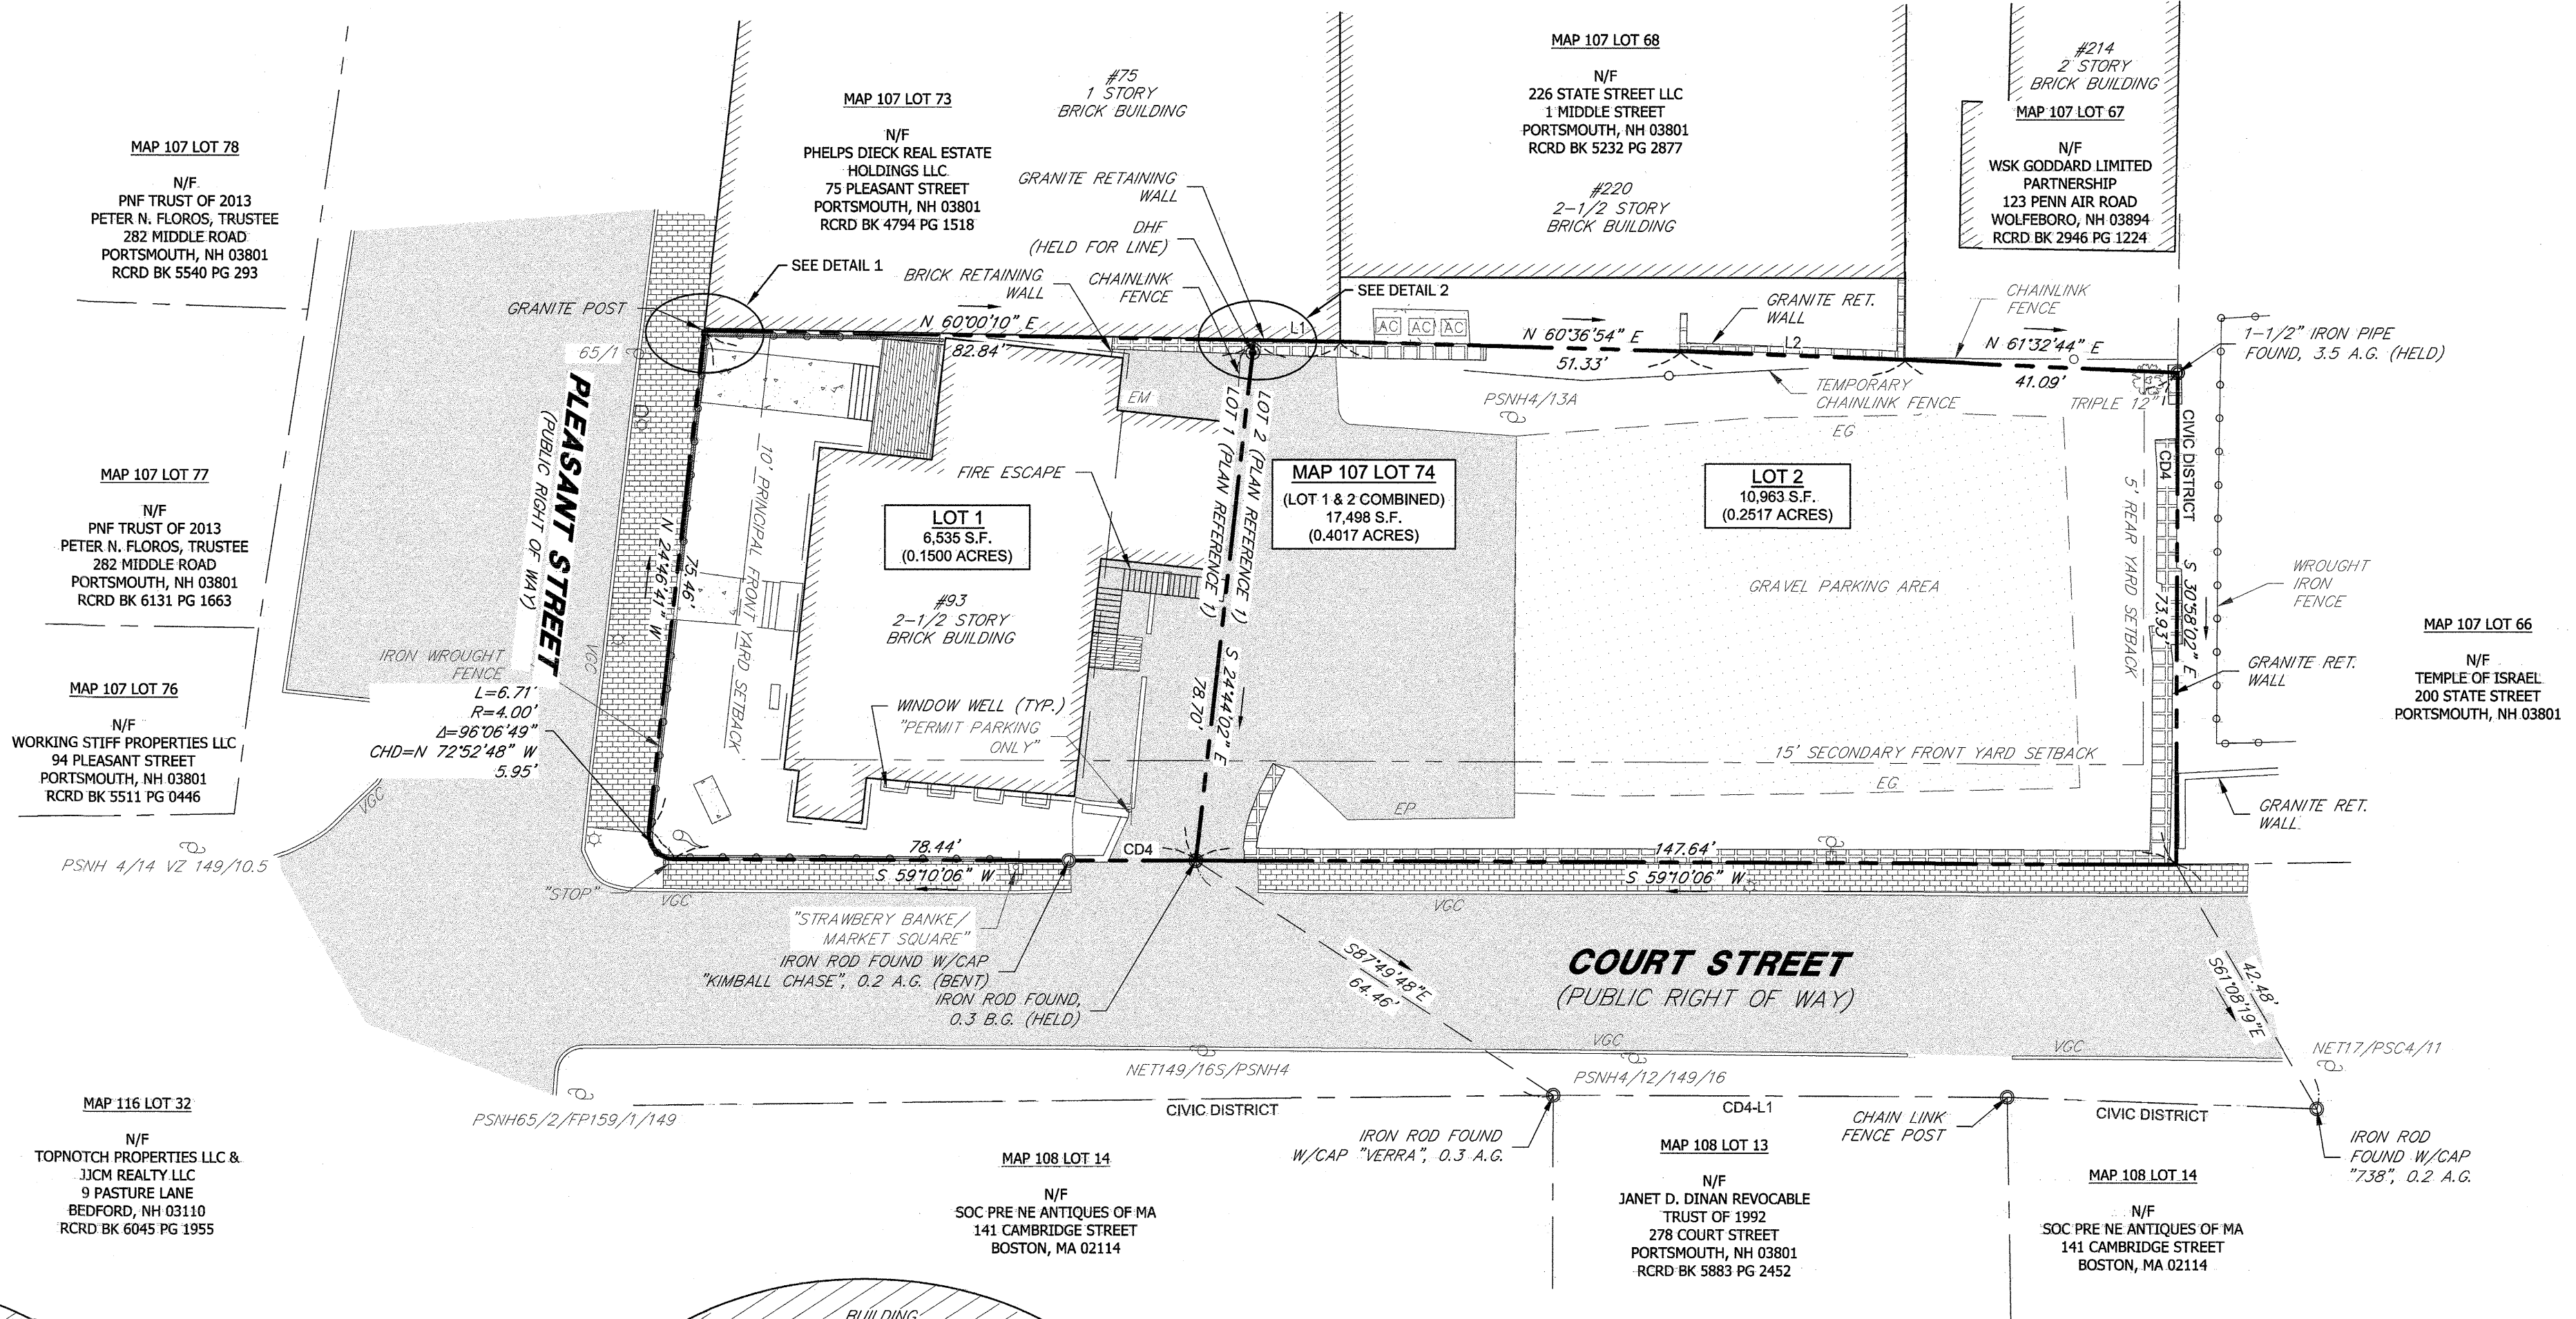 MAP 107 LOT 78
N/F
PNF TRUST OF 2013
PETER N. FLOROS, TRUSTEE
282 MIDDLE ROAD
PORTSMOUTH, NH 03801
RCRD BK 5540 PG 293
MAP 107 LOT 77
N/F
PNF TRUST OF 2013
PETER N. FLOROS, TRUSTEE
282 MIDDLE ROAD
PORTSMOUTH, NH 03801
RCRD BK 6131 PG 1663
MAP 107 LOT 76
N/F
WORKING STIFF PROPERTIES LLC
94 PLEASANT STREET
PORTSMOUTH, NH 03801
RCRD BK 5511 PG 0446
PSNH 4/14 VZ 149/10.5
MAP 116 LOT 32
N/F
TOPNOTCH PROPERTIES LLC &
JJCM REALTY LLC
9 PASTURE LANE
BEDFORD, NH 03110
RCRD BK 6045 PG 1955
MAP 107 LOT 73
N/F
PHELPS DIECK REAL ESTATE
HOLDINGS LLC
75 PLEASANT STREET
PORTSMOUTH, NH 03801
RCRD BK 4794 PG 1518
#75
1 STORY
BRICK BUILDING
GRANITE RETAINING
WALL
DHF
(HELD FOR LINE)
BRICK RETAINING
WALL
CHAINLINK
FENCE
SEE DETAIL 1
SEE DETAIL 2
GRANITE POST
65/1
MAP 107 LOT 68
N/F
226 STATE STREET LLC
1 MIDDLE STREET
PORTSMOUTH, NH 03801
RCRD BK 5232 PG 2877
#220
2-1/2 STORY
BRICK BUILDING
#214
2 STORY
BRICK BUILDING
MAP 107 LOT 67
N/F
WSK GODDARD LIMITED
PARTNERSHIP
123 PENN AIR ROAD
WOLFEBORO, NH 03894
RCRD BK 2946 PG 1224
N 60°00'10" E
82.84'
L1
AC
AC
AC
N 60°36'54" E
51.33'
GRANITE RET.
WALL
L2
CHAINLINK
FENCE
N 61°32'44" E
41.09'
1-1/2" IRON PIPE
FOUND, 3.5 A.G. (HELD)
TEMPORARY
CHAINLINK FENCE
TRIPLE 12"
PSNH4/13A
EG
EM
PLEASANT STREET
(PUBLIC RIGHT OF WAY)
N 24°46'41" W
75.46'
10' PRINCIPAL FRONT YARD SETBACK
FIRE ESCAPE
LOT 1
6,535 S.F.
(0.1500 ACRES)
#93
2-1/2 STORY
BRICK BUILDING
LOT 2 (PLAN REFERENCE 1)
LOT 1 (PLAN REFERENCE 1)
S 24°44'02" E
78.70'
MAP 107 LOT 74
(LOT 1 & 2 COMBINED)
17,498 S.F.
(0.4017 ACRES)
LOT 2
10,963 S.F.
(0.2517 ACRES)
GRAVEL PARKING AREA
5' REAR YARD SETBACK
CIVIC DISTRICT
CD4
S 30°58'02" E
73.93'
WROUGHT
IRON
FENCE
GRANITE RET.
WALL
GRANITE RET.
WALL
MAP 107 LOT 66
N/F
TEMPLE OF ISRAEL
200 STATE STREET
PORTSMOUTH, NH 03801
IRON WROUGHT
FENCE
VGC
L=6.71'
R=4.00'
Δ=96°06'49"
CHD=N 72°52'48" W
5.95'
WINDOW WELL (TYP.)
"PERMIT PARKING
ONLY"
15' SECONDARY FRONT YARD SETBACK
EG
EP
VGC
78.44'
S 59°10'06" W
CD4
147.64'
S 59°10'06" W
"STOP"
VGC
VGC
"STRAWBERY BANKE/
MARKET SQUARE"
IRON ROD FOUND W/CAP
"KIMBALL CHASE", 0.2 A.G. (BENT)
IRON ROD FOUND,
0.3 B.G. (HELD)
S87°49'48"E
64.46'
COURT STREET
(PUBLIC RIGHT OF WAY)
42.48'
S61°08'19"E
VGC
VGC
NET17/PSC4/11
NET149/16S/PSNH4
PSNH4/12/149/16
PSNH65/2/FP159/1/149
CIVIC DISTRICT
CD4-L1
CIVIC DISTRICT
IRON ROD FOUND
W/CAP "VERRA", 0.3 A.G.
CHAIN LINK
FENCE POST
IRON ROD
FOUND W/CAP
"738", 0.2 A.G.
MAP 108 LOT 14
N/F
SOC PRE NE ANTIQUES OF MA
141 CAMBRIDGE STREET
BOSTON, MA 02114
MAP 108 LOT 13
N/F
JANET D. DINAN REVOCABLE
TRUST OF 1992
278 COURT STREET
PORTSMOUTH, NH 03801
RCRD BK 5883 PG 2452
MAP 108 LOT 14
N/F
SOC PRE NE ANTIQUES OF MA
141 CAMBRIDGE STREET
BOSTON, MA 02114
BUILDING